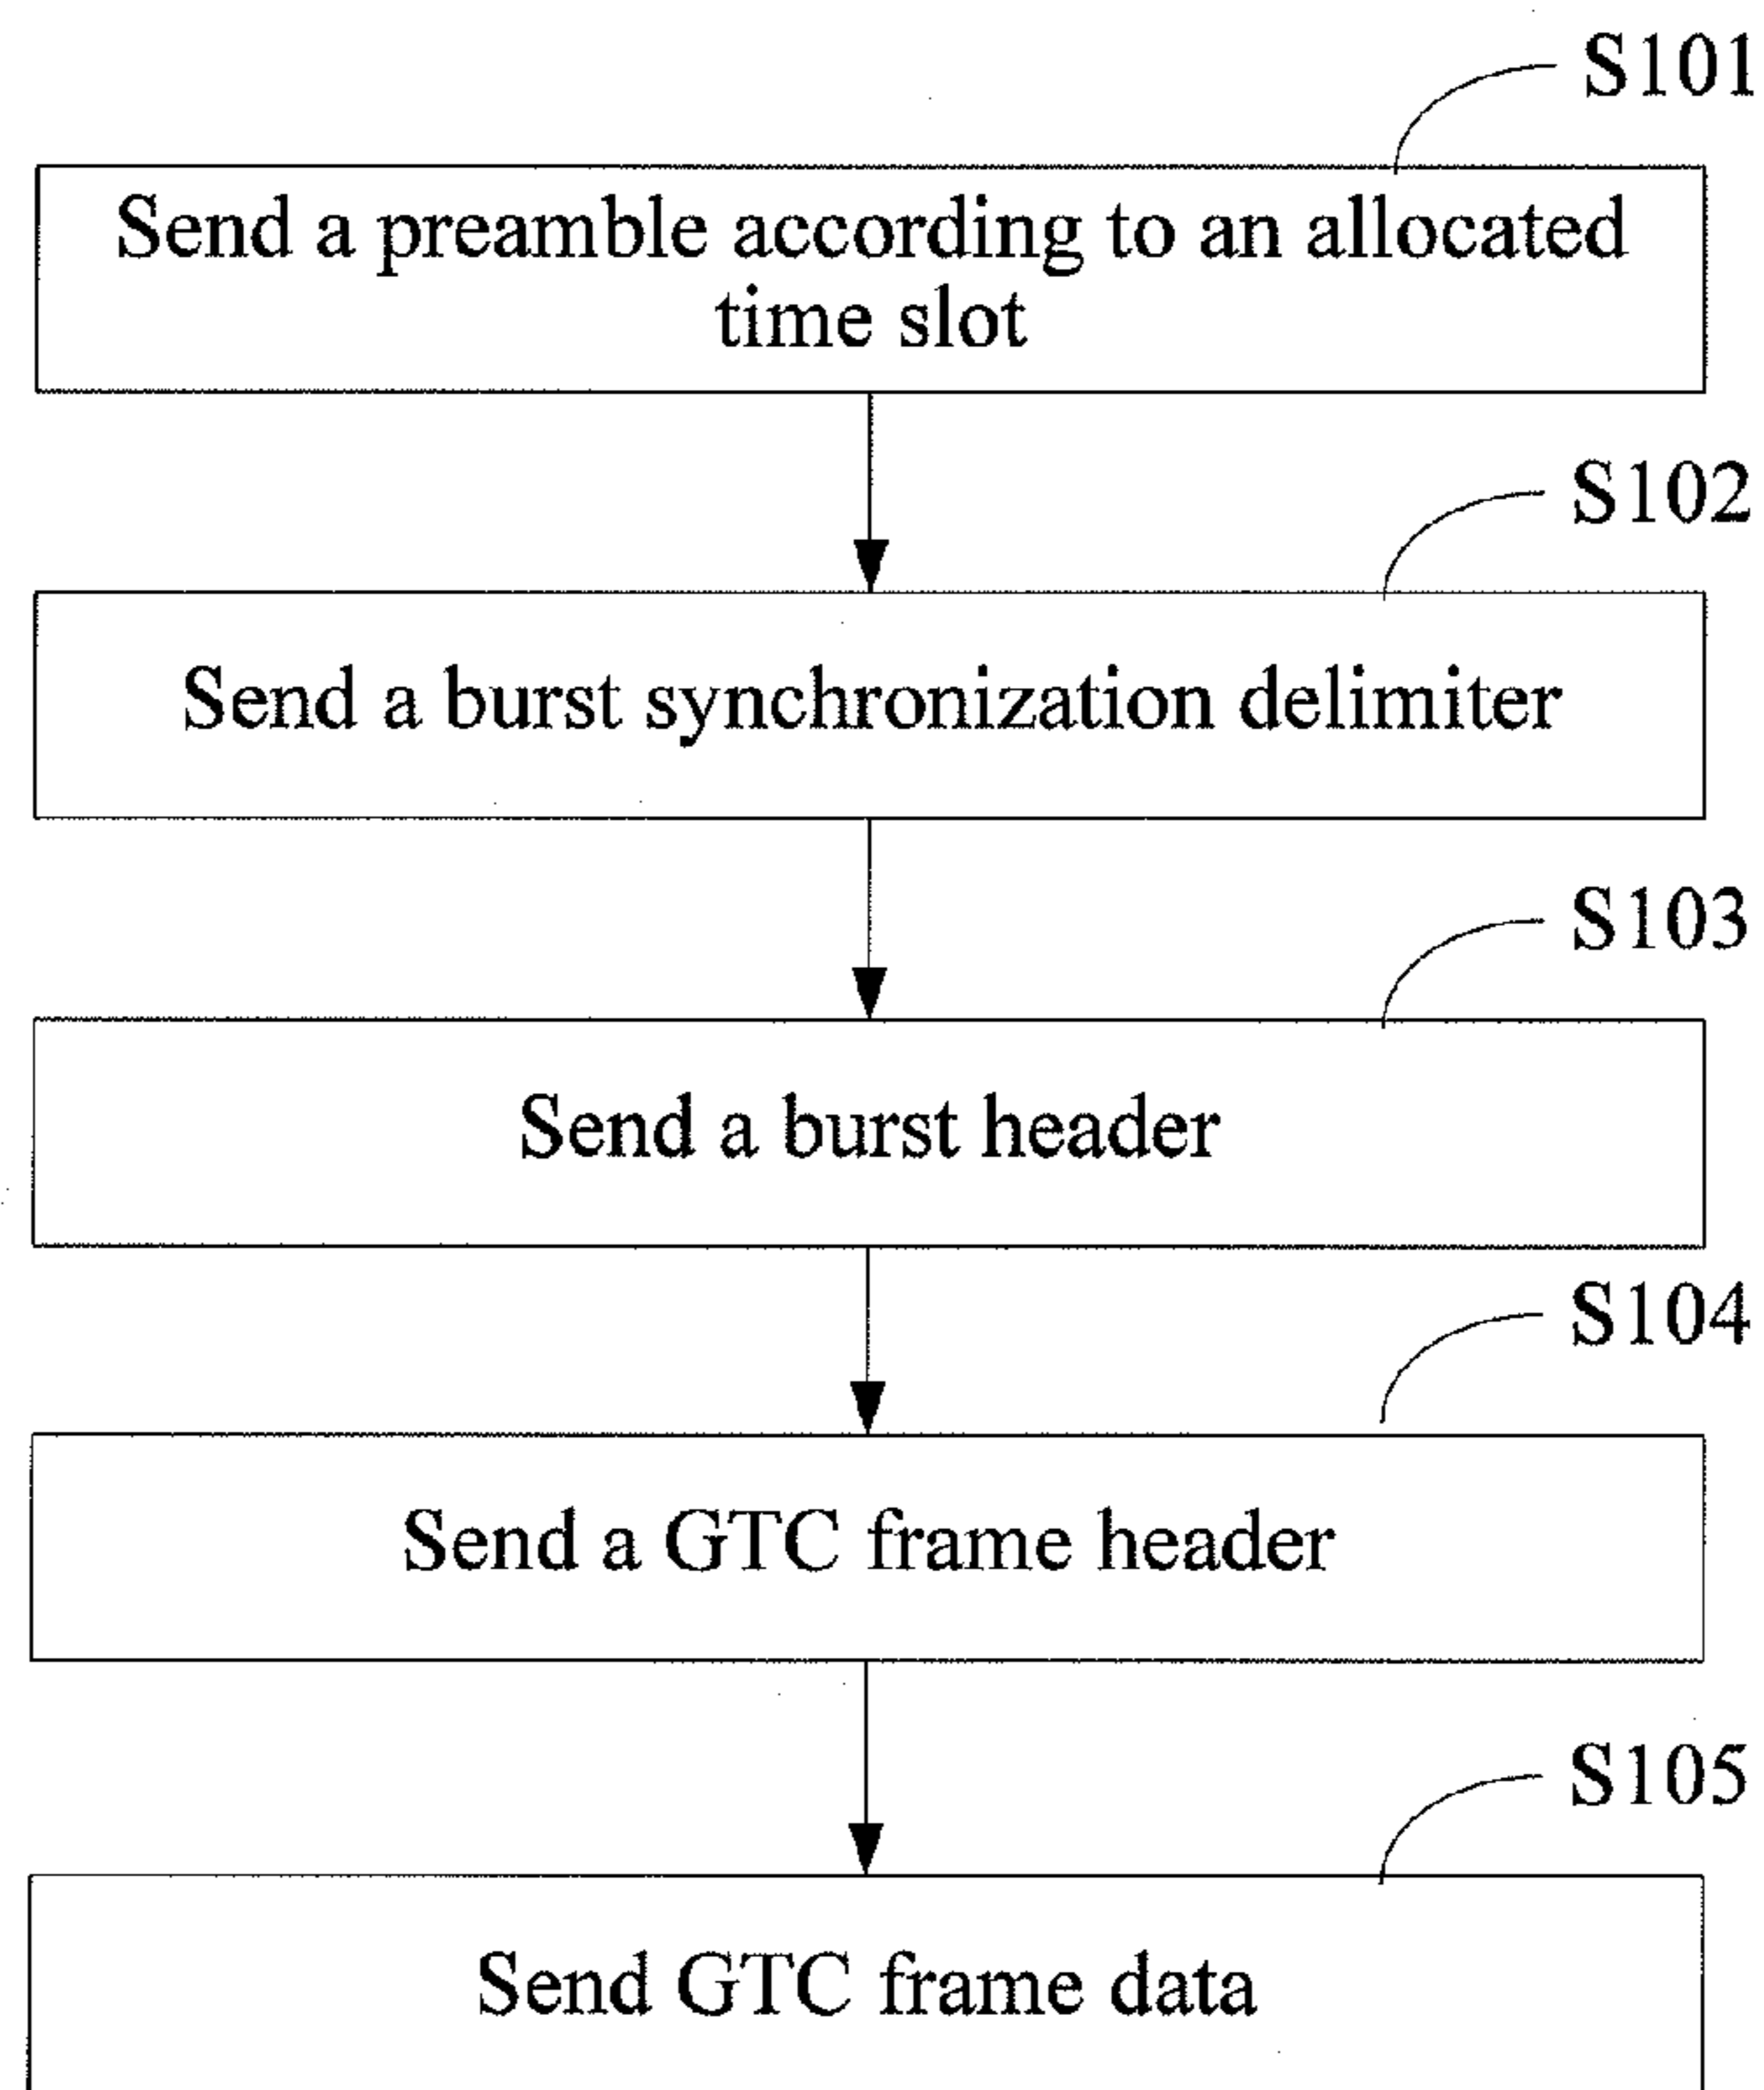 S101
Send a preamble according to an allocated
time slot
S102
Send a burst synchronization delimiter
S103
Send a burst header
S104
Send a GTC frame header
S105
Send GTC frame data